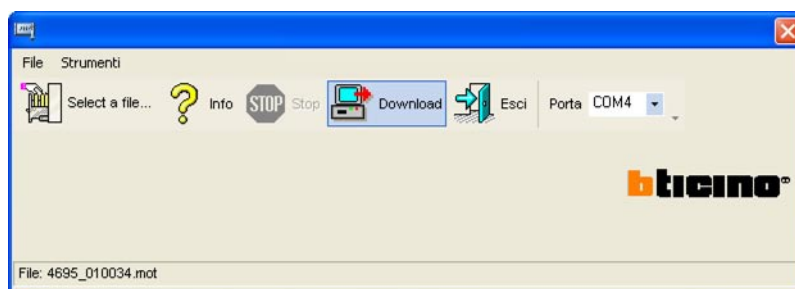 File Strumenti
Select a file... Info STOP Stop Download Esci Porta COM4
bticino
File: 4695_010034.mot